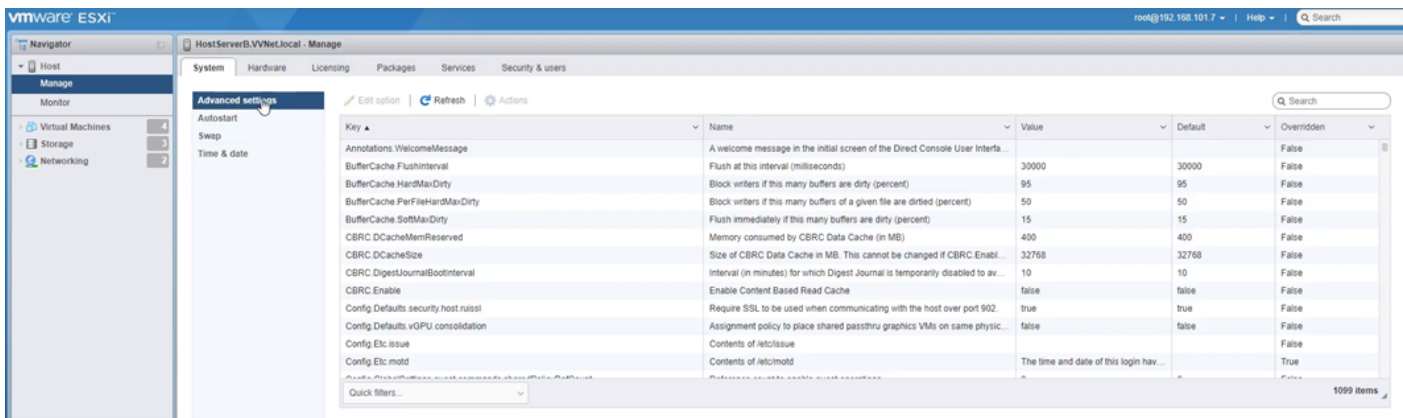 vmware ESXi™
root@192.168.101.7 | Help | Search
Navigator
HostServerB.VVNet.local - Manage
Host
Manage
Monitor
Virtual Machines 4
Storage 3
Networking 2
System Hardware Licensing Packages Services Security & users
Advanced settings
Autostart
Swap
Time & date
Edit option | Refresh | Actions
Search
Key Name Value Default Overridden
Annotations.WelcomeMessage A welcome message in the initial screen of the Direct Console User Interfa... False
BufferCache.FlushInterval Flush at this interval (milliseconds) 30000 30000 False
BufferCache.HardMaxDirty Block writers if this many buffers are dirty (percent) 95 95 False
BufferCache.PerFileHardMaxDirty Block writers if this many buffers of a given file are dirtied (percent) 50 50 False
BufferCache.SoftMaxDirty Flush immediately if this many buffers are dirty (percent) 15 15 False
CBRC.DCacheMemReserved Memory consumed by CBRC Data Cache (in MB) 400 400 False
CBRC.DCacheSize Size of CBRC Data Cache in MB. This cannot be changed if CBRC.Enabl... 32768 32768 False
CBRC.DigestJournalBootInterval Interval (in minutes) for which Digest Journal is temporarily disabled to av... 10 10 False
CBRC.Enable Enable Content Based Read Cache false false False
Config.Defaults.security.host.ruissl Require SSL to be used when communicating with the host over port 902. true true False
Config.Defaults.vGPU.consolidation Assignment policy to place shared passthru graphics VMs on same physic... false false False
Config.Etc.issue Contents of /etc/issue False
Config.Etc.motd Contents of /etc/motd The time and date of this login hav... True
Quick filters...
1099 items